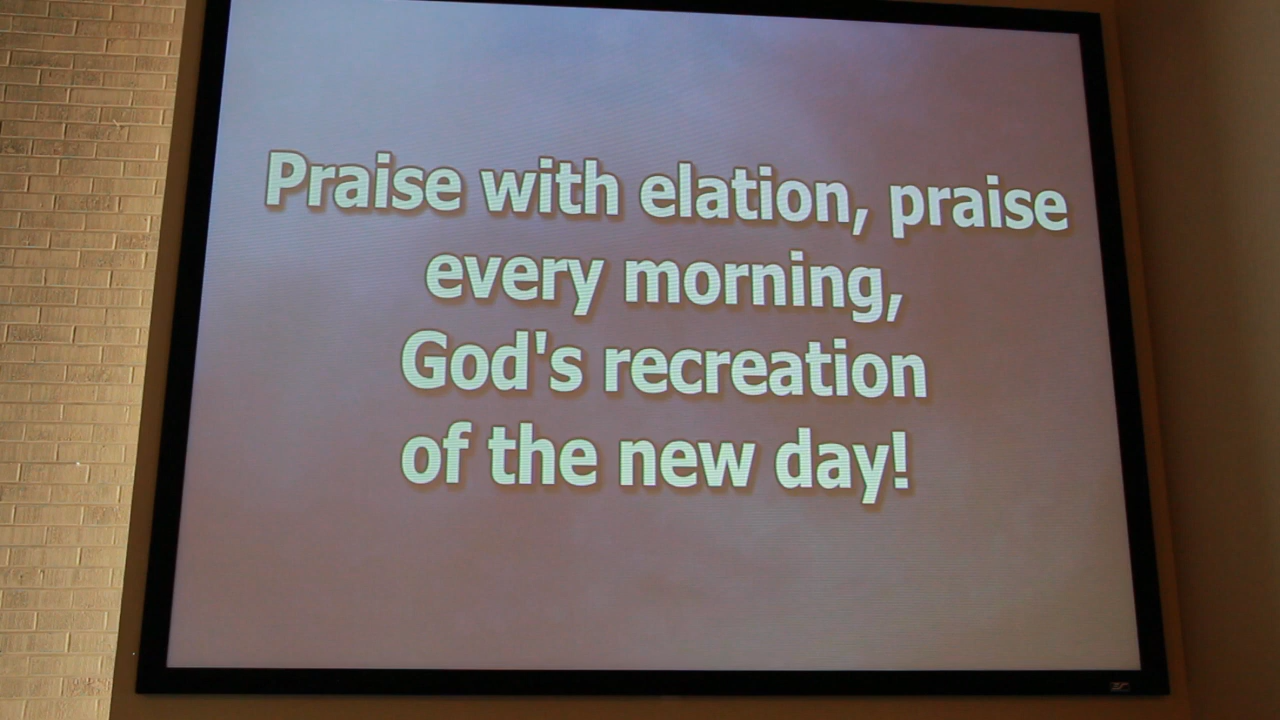 Praise with elation, praise
every morning,
God's recreation
of the new day!